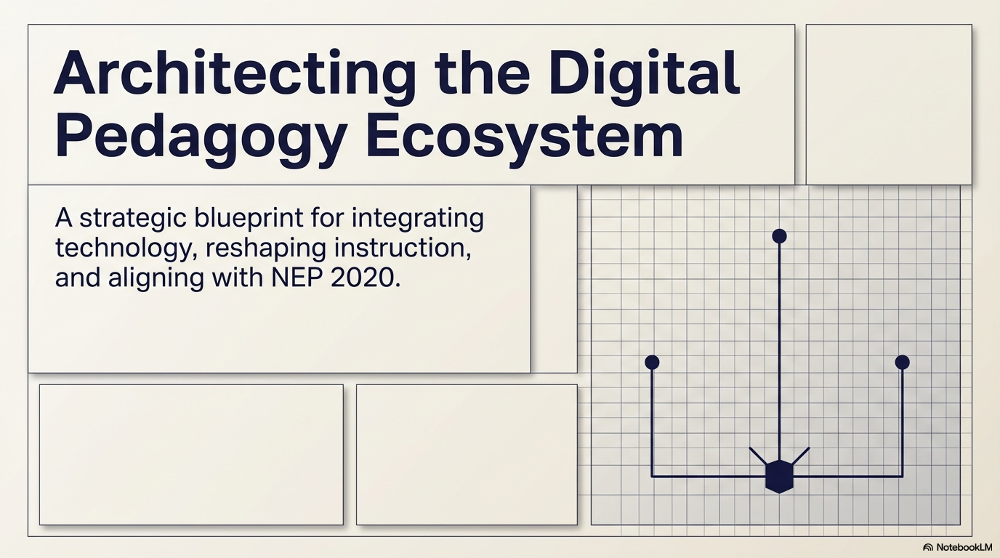 Architecting the Digital
Pedagogy Ecosystem
A strategic blueprint for integrating
technology, reshaping instruction,
and aligning with NEP 2020.
NotebookLM